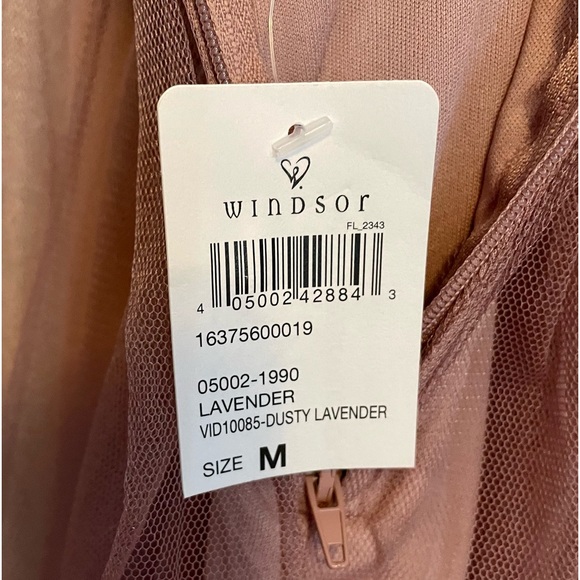 WINDSOR
FL_2343
4 05002 42884 3
16375600019
05002-1990
LAVENDER
VID10085-DUSTY LAVENDER
SIZE M